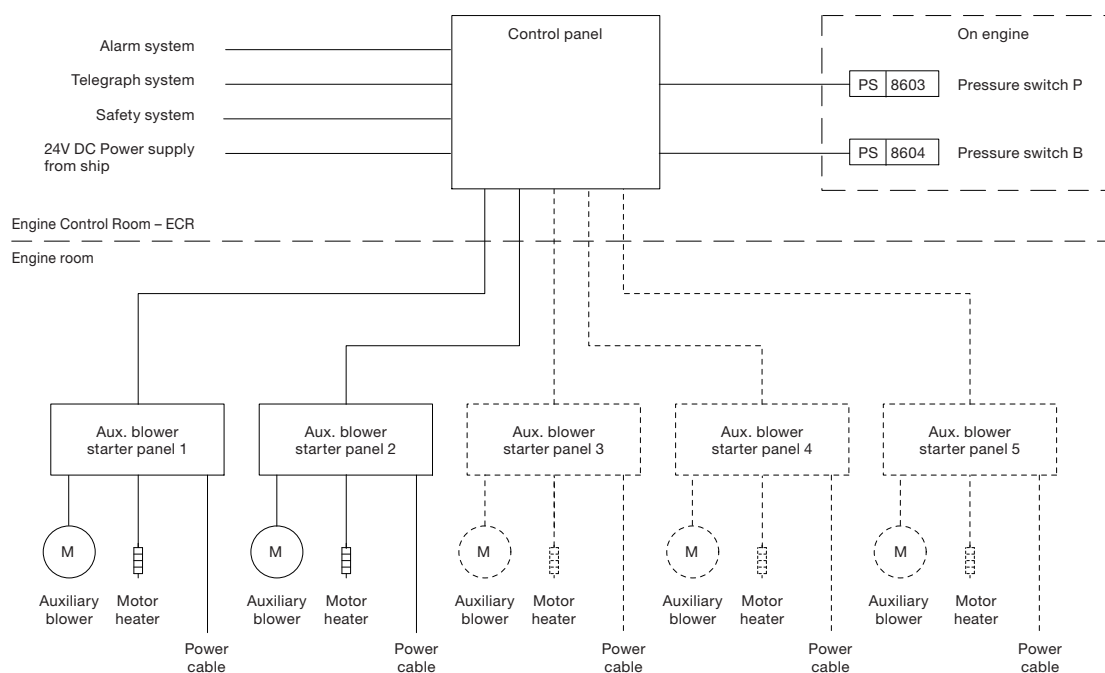 Control panel
On engine
Alarm system
Telegraph system
Safety system
24V DC Power supply
from ship
PS 8603 Pressure switch P
PS 8604 Pressure switch B
Engine Control Room – ECR
Engine room
Aux. blower
starter panel 1
Aux. blower
starter panel 2
Aux. blower
starter panel 3
Aux. blower
starter panel 4
Aux. blower
starter panel 5
M
M
M
M
M
Auxiliary
blower
Motor
heater
Auxiliary
blower
Motor
heater
Auxiliary
blower
Motor
heater
Auxiliary
blower
Motor
heater
Auxiliary
blower
Motor
heater
Power
cable
Power
cable
Power
cable
Power
cable
Power
cable